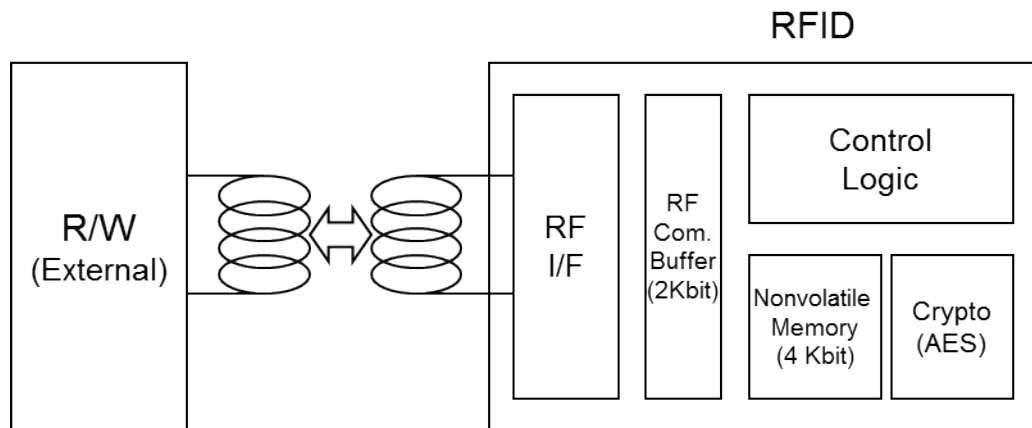 RFID
R/W
(External)
RF
I/F
RF
Com.
Buffer
(2Kbit)
Control
Logic
Nonvolatile
Memory
(4 Kbit)
Crypto
(AES)